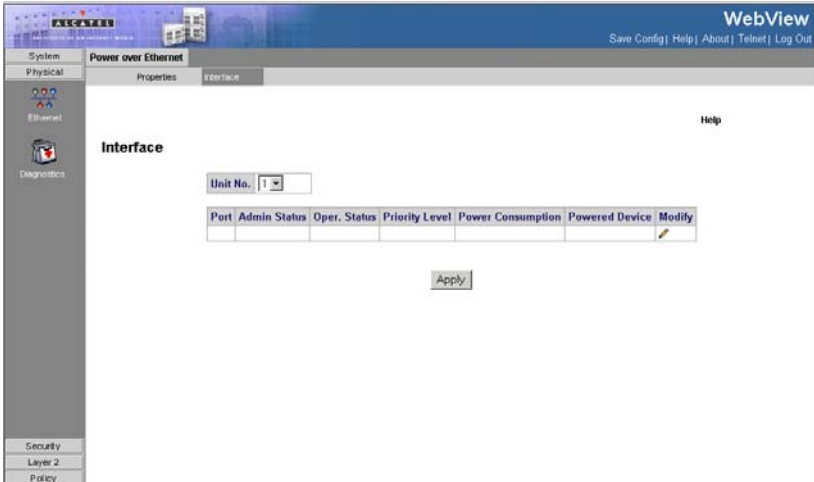 ALCATEL
WebView
Save Config| Help| About| Telnet| Log Out
System
Physical
Ethernet
Diagnostics
Security
Layer 2
Policy
Power over Ethernet
Properties
Interface
Help
Interface
Unit No. 1
Port Admin Status Oper. Status Priority Level Power Consumption Powered Device Modify
Apply